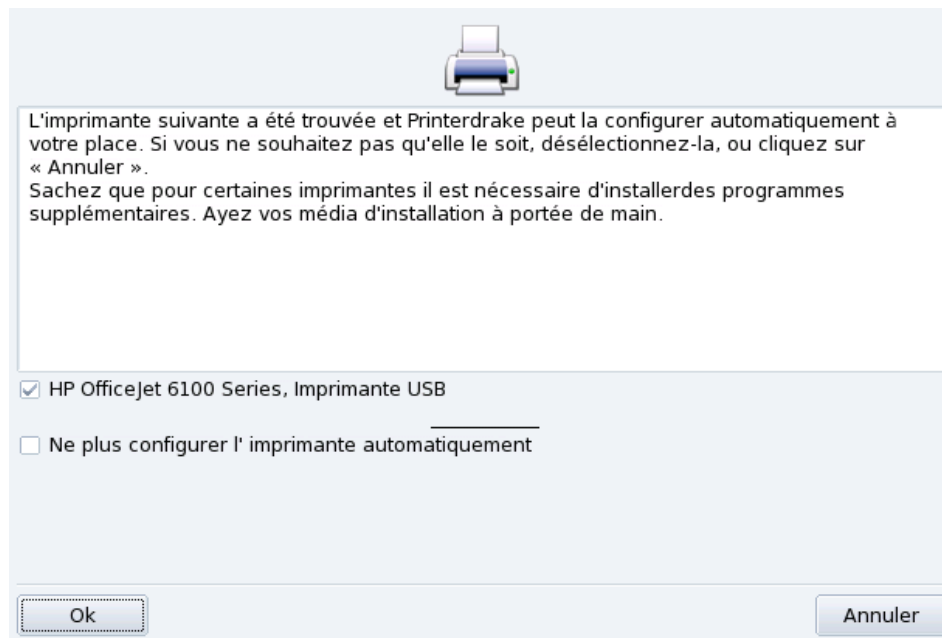 L'imprimante suivante a été trouvée et Printerdrake peut la configurer automatiquement à
votre place. Si vous ne souhaitez pas qu'elle le soit, désélectionnez-la, ou cliquez sur
« Annuler ».
Sachez que pour certaines imprimantes il est nécessaire d'installerdes programmes
supplémentaires. Ayez vos média d'installation à portée de main.
HP OfficeJet 6100 Series, Imprimante USB
Ne plus configurer l' imprimante automatiquement
Ok
Annuler